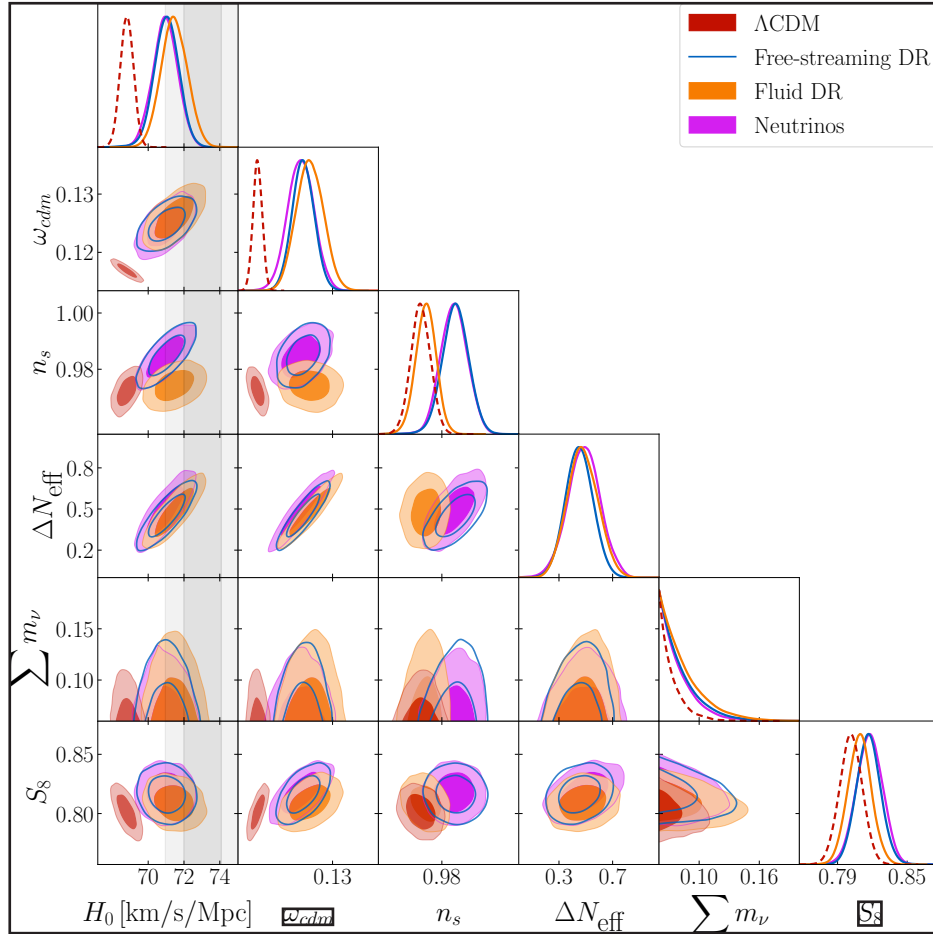 ΛCDM
Free-streaming DR
Fluid DR
Neutrinos
ω_cdm
0.13
0.12
n_s
1.00
0.98
ΔN_eff
0.8
0.5
0.2
∑ m_ν
0.15
0.10
S_8
0.85
0.80
70 72 74 0.13 0.98 0.3 0.7 0.10 0.16 0.79 0.85
H_0 [km/s/Mpc] ω_cdm n_s ΔN_eff ∑ m_ν S_8